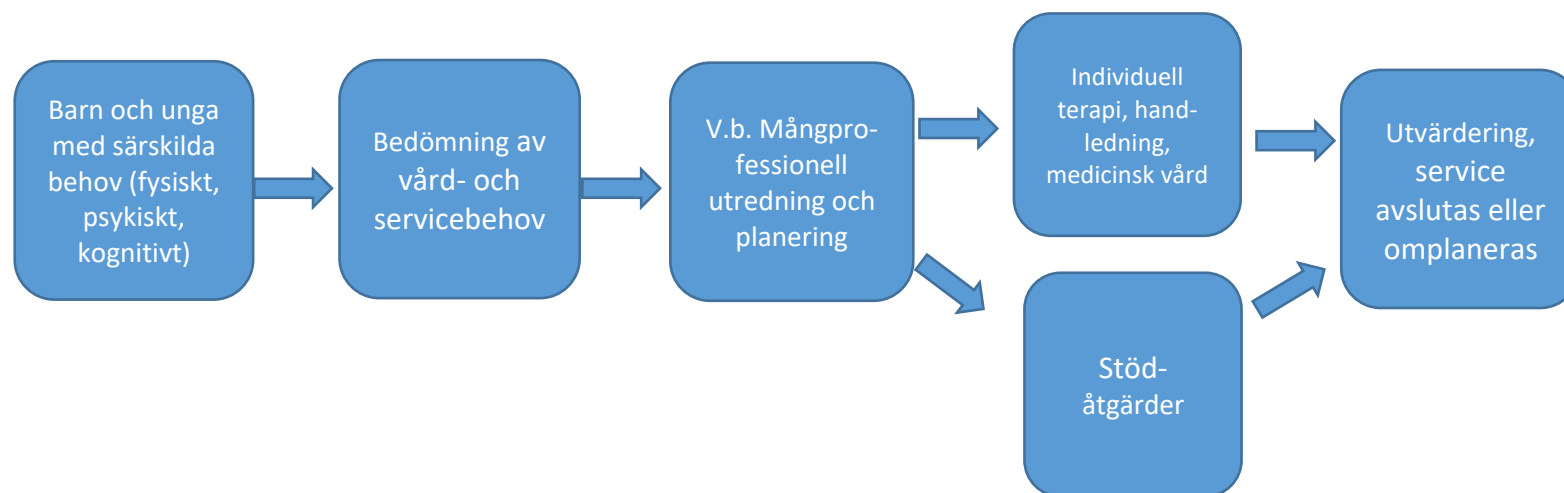 Barn och unga
med särskilda
behov (fysiskt,
psykiskt,
kognitivt)
Bedömning av
vård- och
servicebehov
V.b. Mångpro-
fessionell
utredning och
planering
Individuell
terapi, hand-
ledning,
medicinsk vård
Stöd-
åtgärder
Utvärdering,
service
avslutas eller
omplaneras